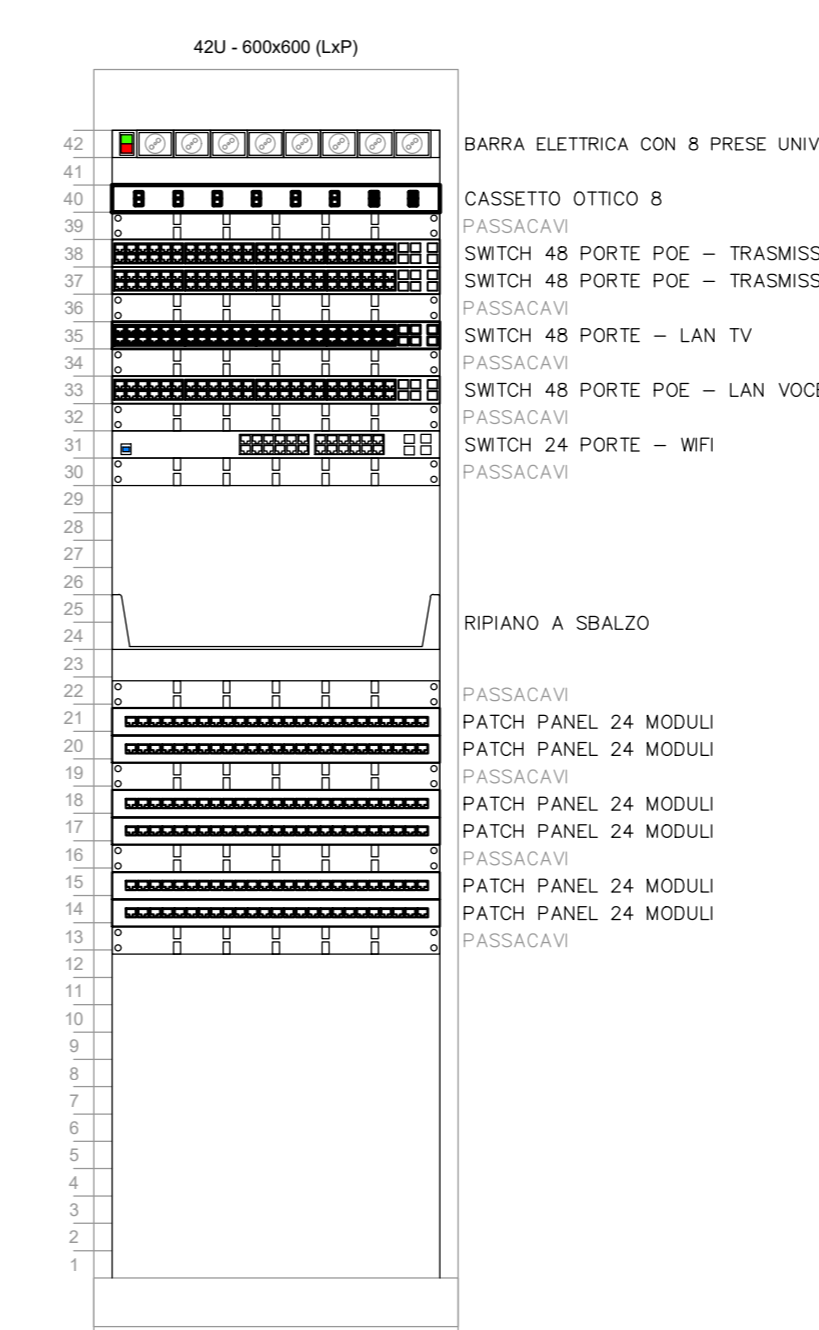 42U - 600x600 (LxP)
42 BARRA ELETTRICA CON 8 PRESE UNIV
41
40 CASSETTO OTTICO 8
39 PASSACAVI
38 SWITCH 48 PORTE POE – TRASMISS
37 SWITCH 48 PORTE POE – TRASMISS
36 PASSACAVI
35 SWITCH 48 PORTE – LAN TV
34 PASSACAVI
33 SWITCH 48 PORTE POE – LAN VOCE
32 PASSACAVI
31 SWITCH 24 PORTE – WIFI
30 PASSACAVI
29
28
27
26
25
24 RIPIANO A SBALZO
23
22 PASSACAVI
21 PATCH PANEL 24 MODULI
20 PATCH PANEL 24 MODULI
19 PASSACAVI
18 PATCH PANEL 24 MODULI
17 PATCH PANEL 24 MODULI
16 PASSACAVI
15 PATCH PANEL 24 MODULI
14 PATCH PANEL 24 MODULI
13 PASSACAVI
12
11
10
9
8
7
6
5
4
3
2
1